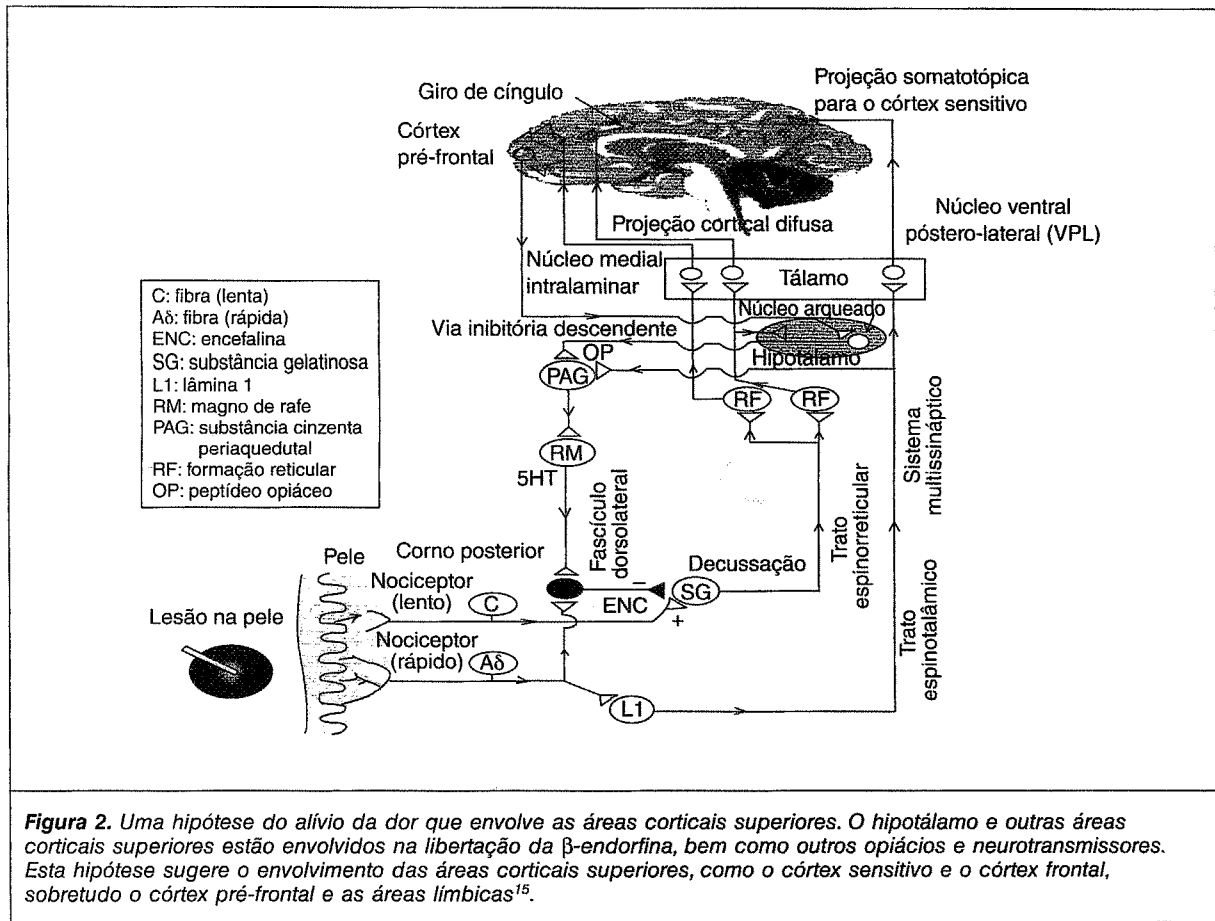 Giro de cíngulo
Córtex
pré-frontal
Projeção somatotópica
para o córtex sensitivo
Projeção cortical difusa
Núcleo ventral
póstero-lateral (VPL)
Núcleo medial
intralaminar
Tálamo
Núcleo arqueado
Via inibitória descendente
Hipotálamo
OP
PAG
RF
RF
RM
5HT
C: fibra (lenta)
Aδ: fibra (rápida)
ENC: encefalina
SG: substância gelatinosa
L1: lâmina 1
RM: magno de rafe
PAG: substância cinzenta
periaquedutal
RF: formação reticular
OP: peptídeo opiáceo
Fascículo
dorsolateral
Sistema
multissináptico
Trato
espinorreticular
Trato
espinotalâmico
Pele
Corno posterior
Decussação
Nociceptor
(lento)
C
–
ENC
SG
+
Lesão na pele
Nociceptor
(rápido)
Aδ
L1
Figura 2. Uma hipótese do alívio da dor que envolve as áreas corticais superiores. O hipotálamo e outras áreas
corticais superiores estão envolvidos na libertação da β-endorfina, bem como outros opiácios e neurotransmissores.
Esta hipótese sugere o envolvimento das áreas corticais superiores, como o córtex sensitivo e o córtex frontal,
sobretudo o córtex pré-frontal e as áreas límbicas15.